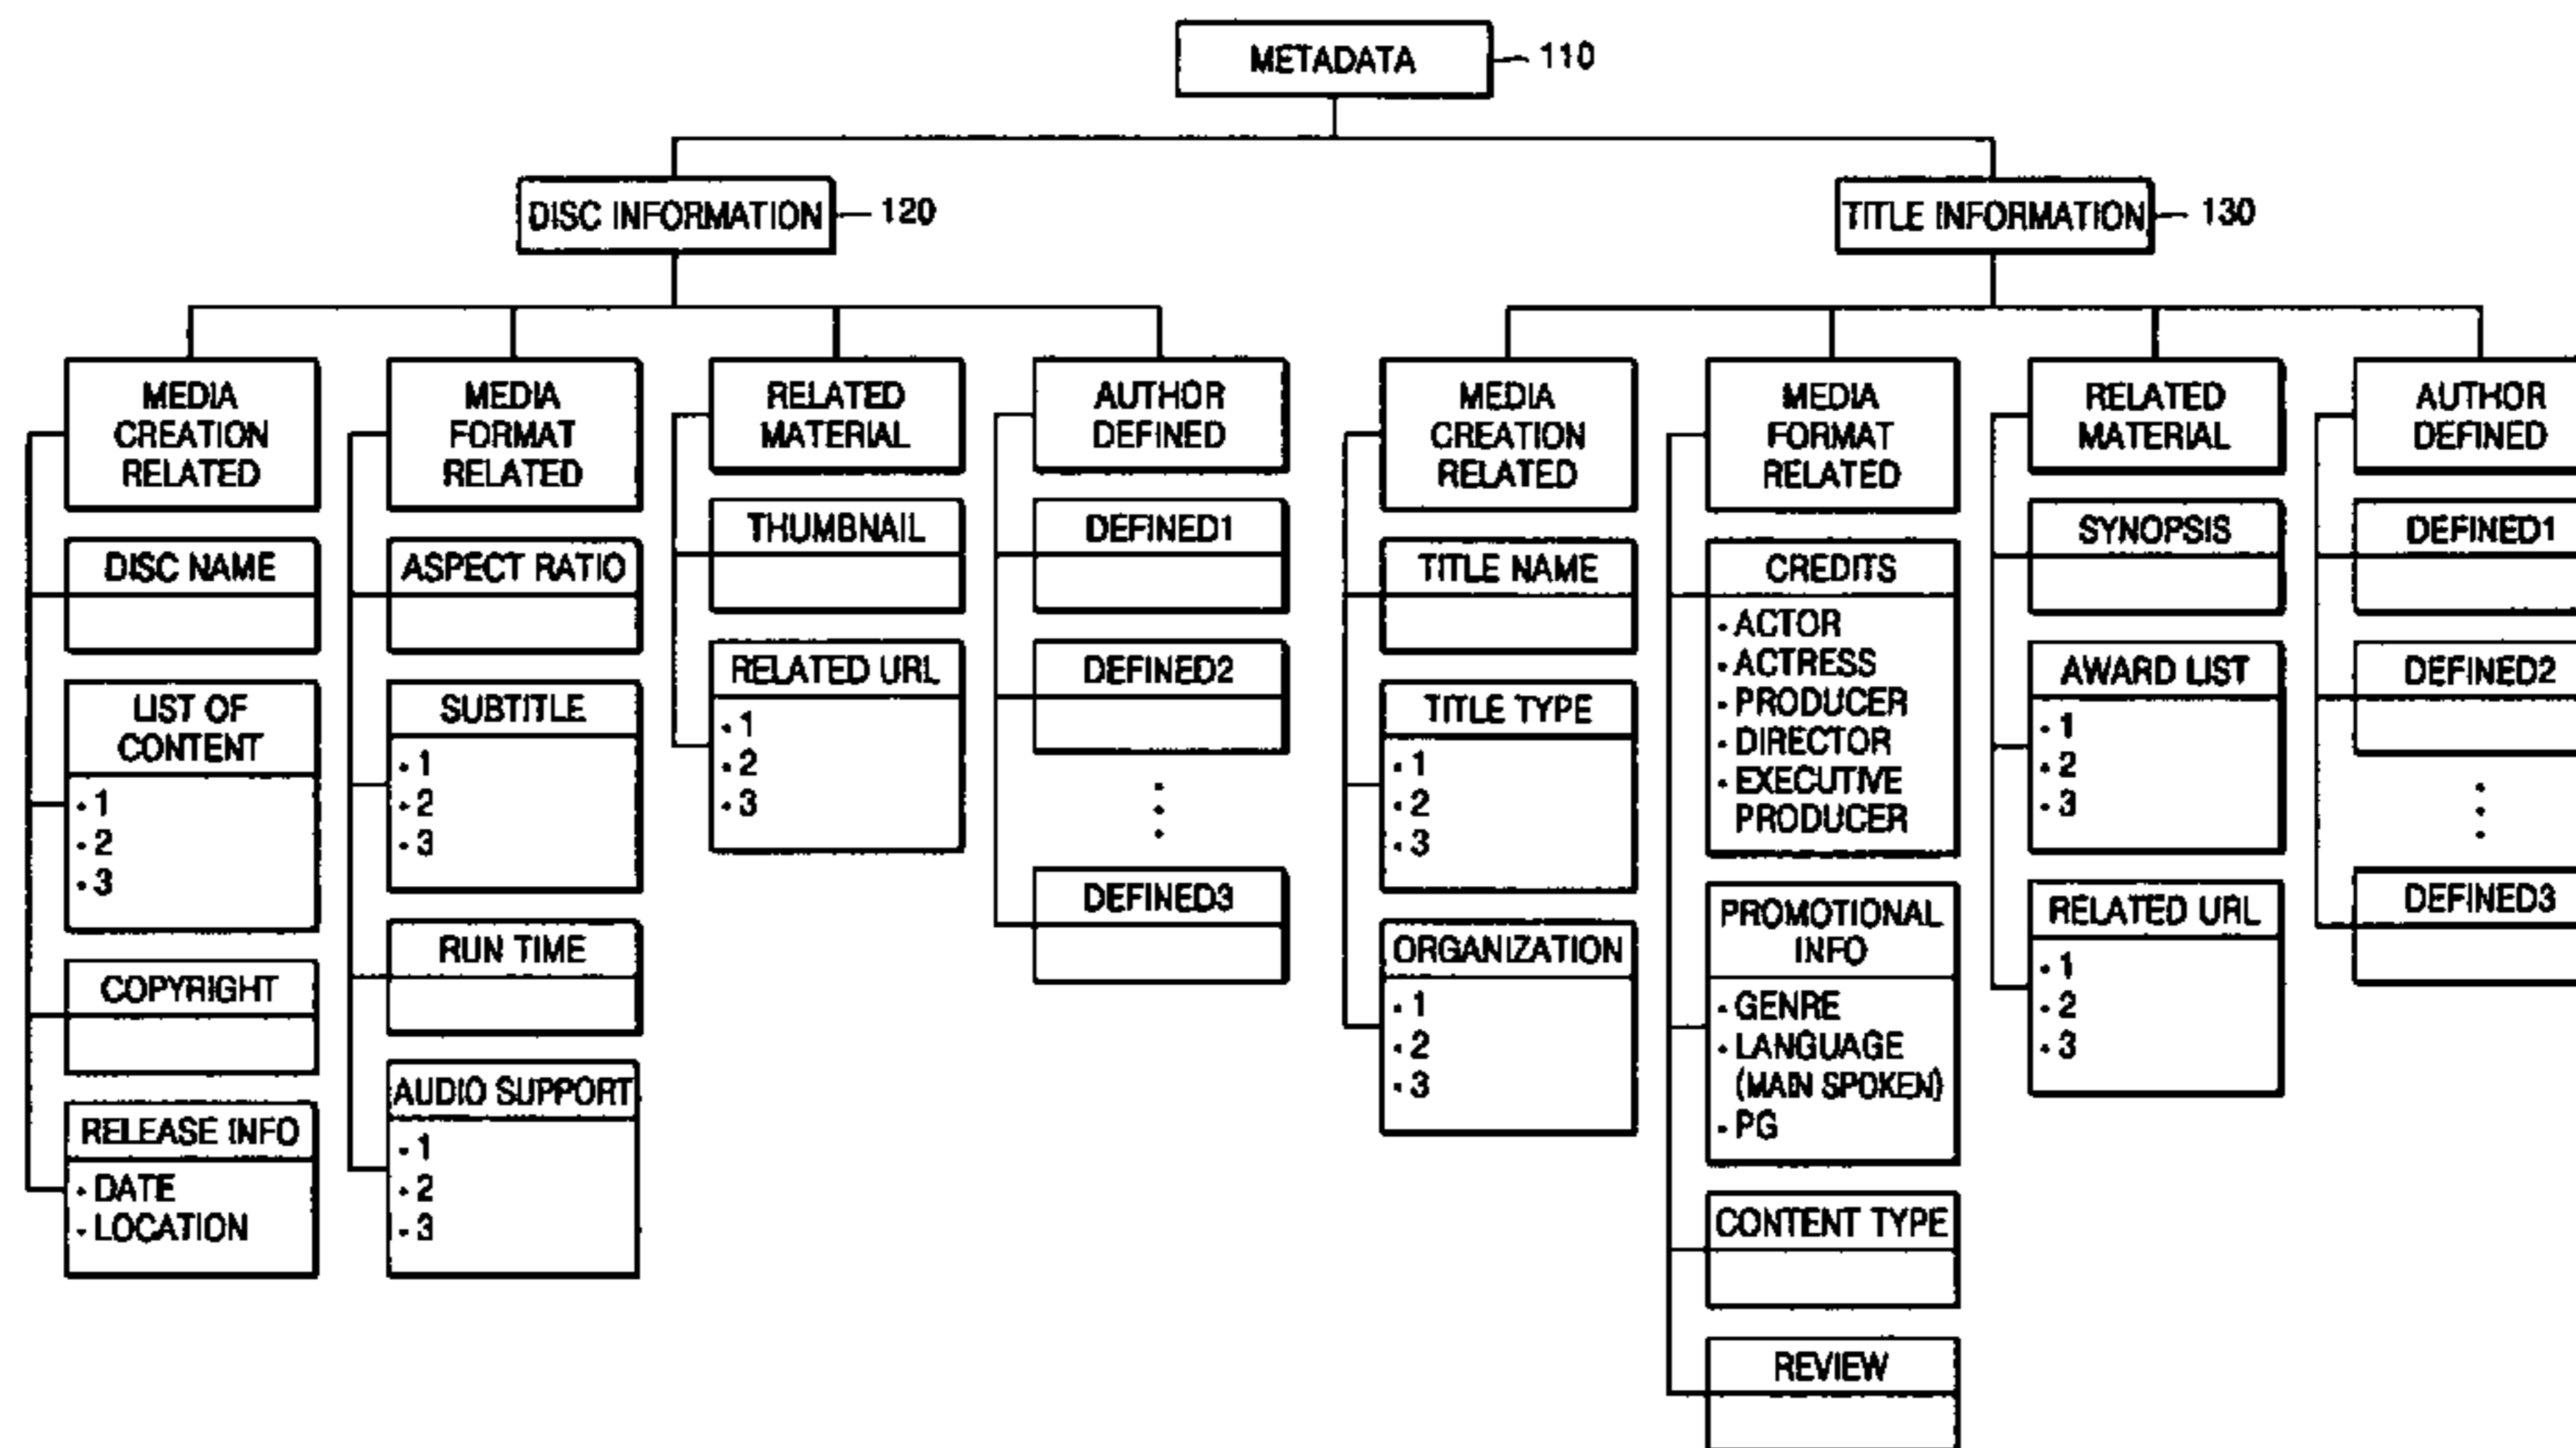 METADATA
110
DISC INFORMATION
120
TITLE INFORMATION
130
MEDIA
CREATION
RELATED
DISC NAME
LIST OF
CONTENT
• 1
• 2
• 3
COPYRIGHT
RELEASE INFO
• DATE
• LOCATION
MEDIA
FORMAT
RELATED
ASPECT RATIO
SUBTITLE
• 1
• 2
• 3
RUN TIME
AUDIO SUPPORT
• 1
• 2
• 3
RELATED
MATERIAL
THUMBNAIL
RELATED URL
• 1
• 2
• 3
AUTHOR
DEFINED
DEFINED1
DEFINED2
DEFINED3
MEDIA
CREATION
RELATED
TITLE NAME
TITLE TYPE
• 1
• 2
• 3
ORGANIZATION
• 1
• 2
• 3
MEDIA
FORMAT
RELATED
CREDITS
• ACTOR
• ACTRESS
• PRODUCER
• DIRECTOR
• EXECUTIVE
PRODUCER
PROMOTIONAL
INFO
• GENRE
• LANGUAGE
(MAIN SPOKEN)
• PG
CONTENT TYPE
REVIEW
RELATED
MATERIAL
SYNOPSIS
AWARD LIST
• 1
• 2
• 3
RELATED URL
• 1
• 2
• 3
AUTHOR
DEFINED
DEFINED1
DEFINED2
DEFINED3